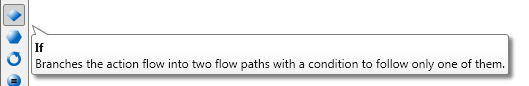 If
Branches the action flow into two flow paths with a condition to follow only one of them.